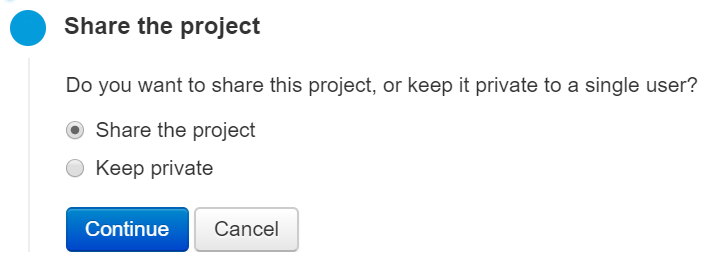 Share the project
Do you want to share this project, or keep it private to a single user?
Share the project
Keep private
Continue Cancel